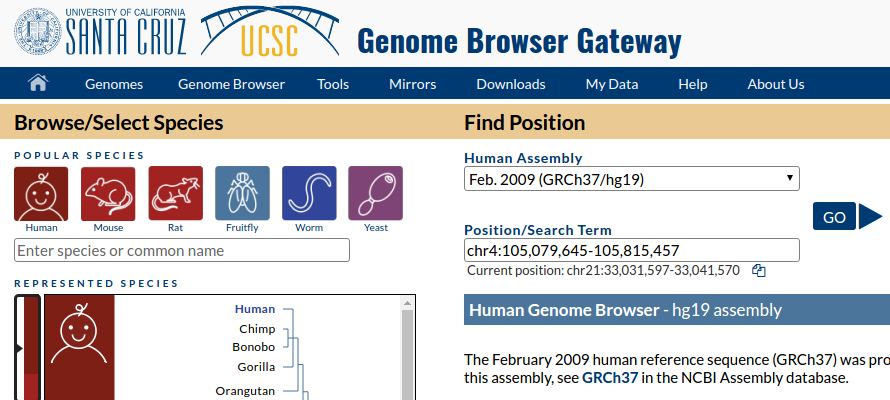 UNIVERSITY OF CALIFORNIA
SANTA CRUZ
UCSC
Genome Browser Gateway
Genomes Genome Browser Tools Mirrors Downloads My Data Help About Us
Browse/Select Species
POPULAR SPECIES
Human Mouse Rat Fruitfly Worm Yeast
Enter species or common name
REPRESENTED SPECIES
Human
Chimp
Bonobo
Gorilla
Orangutan
Find Position
Human Assembly
Feb. 2009 (GRCh37/hg19)
Position/Search Term
chr4:105,079,645-105,815,457
GO
Current position: chr21:33,031,597-33,041,570
Human Genome Browser - hg19 assembly
The February 2009 human reference sequence (GRCh37) was pro
this assembly, see GRCh37 in the NCBI Assembly database.